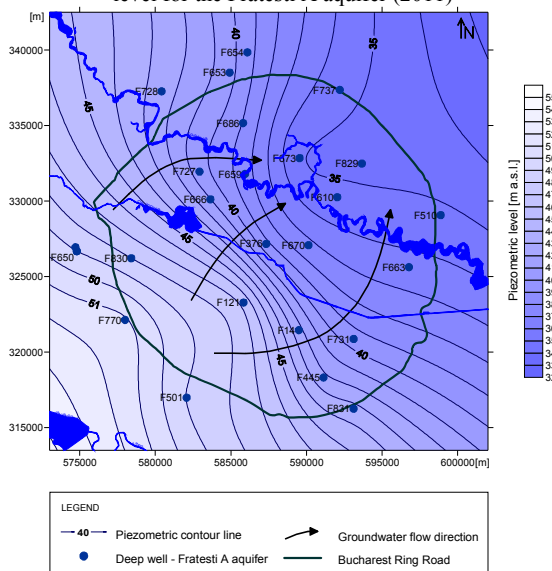 level for the Fratesti A aquifer (2011)
[m]
340000
335000
330000
325000
320000
315000
575000
580000
585000
590000
595000
600000[m]
N
40
35
45
F654
F653
F728
F737
F686
F673
F829
F727
F659
35
F666
F610
40
F510
45
F376
F670
F650
F830
F663
50
51
F121
F770
F14
F731
45
40
F445
F501
F831
Piezometric level [m a.s.l.]
LEGEND
40 Piezometric contour line
Groundwater flow direction
Deep well - Fratesti A aquifer
Bucharest Ring Road